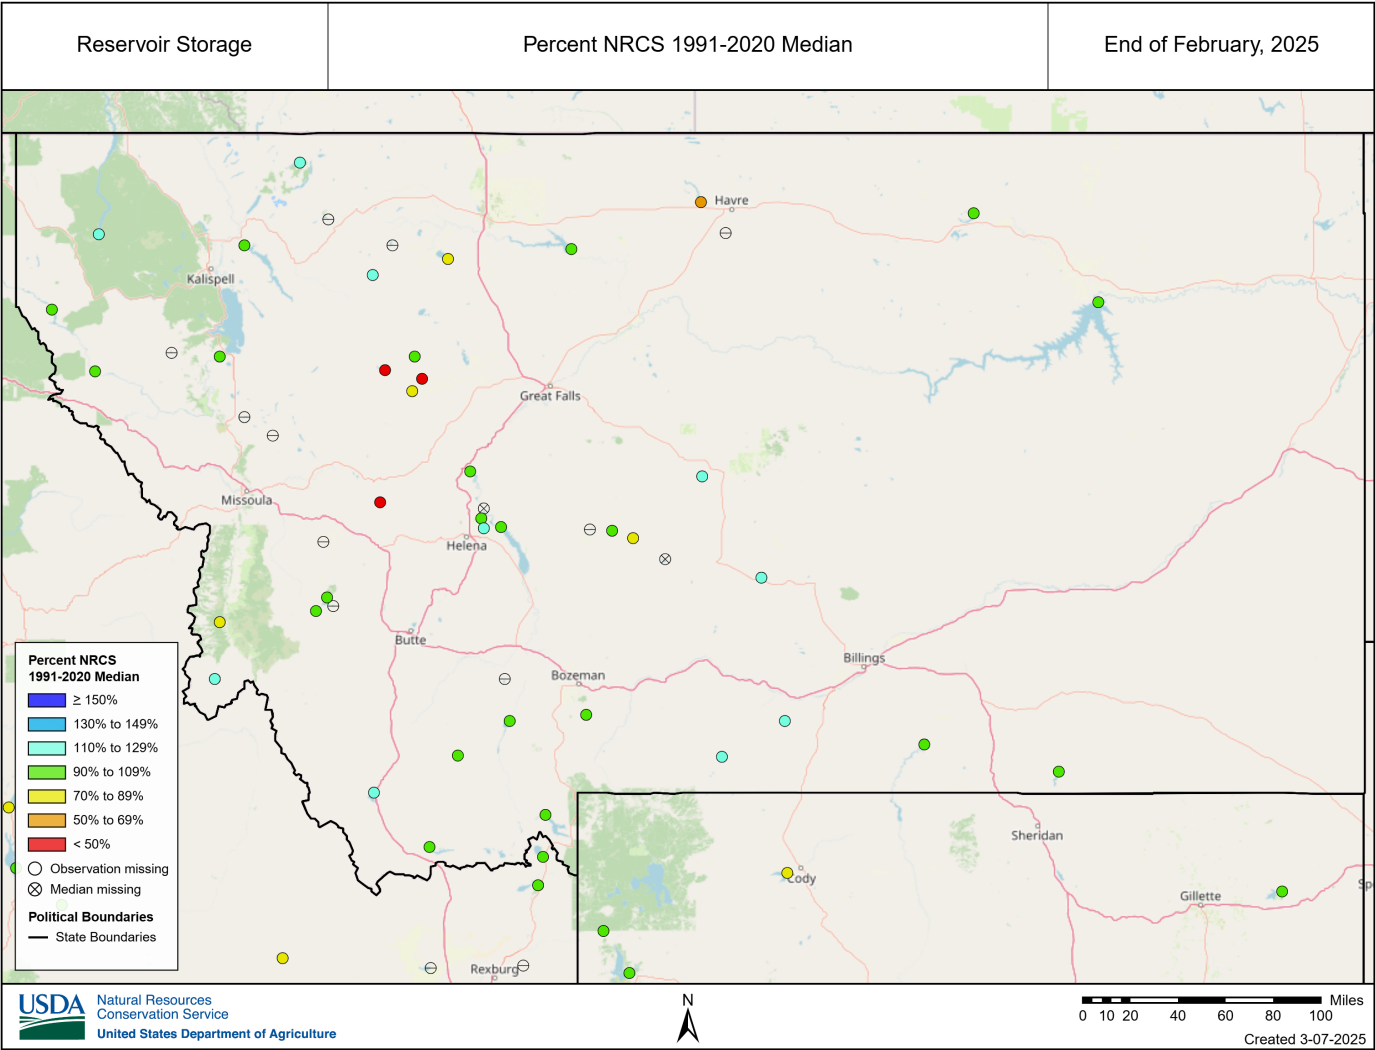 Reservoir Storage
Percent NRCS 1991-2020 Median
End of February, 2025
Havre
Kalispell
Great Falls
Missoula
Helena
Butte
Billings
Bozeman
Sheridan
Cody
Gillette
Sp
Rexburg
Percent NRCS
1991-2020 Median
≥ 150%
130% to 149%
110% to 129%
90% to 109%
70% to 89%
50% to 69%
< 50%
Observation missing
Median missing
Political Boundaries
State Boundaries
USDA
Natural Resources
Conservation Service
United States Department of Agriculture
N
Miles
0 10 20 40 60 80 100
Created 3-07-2025